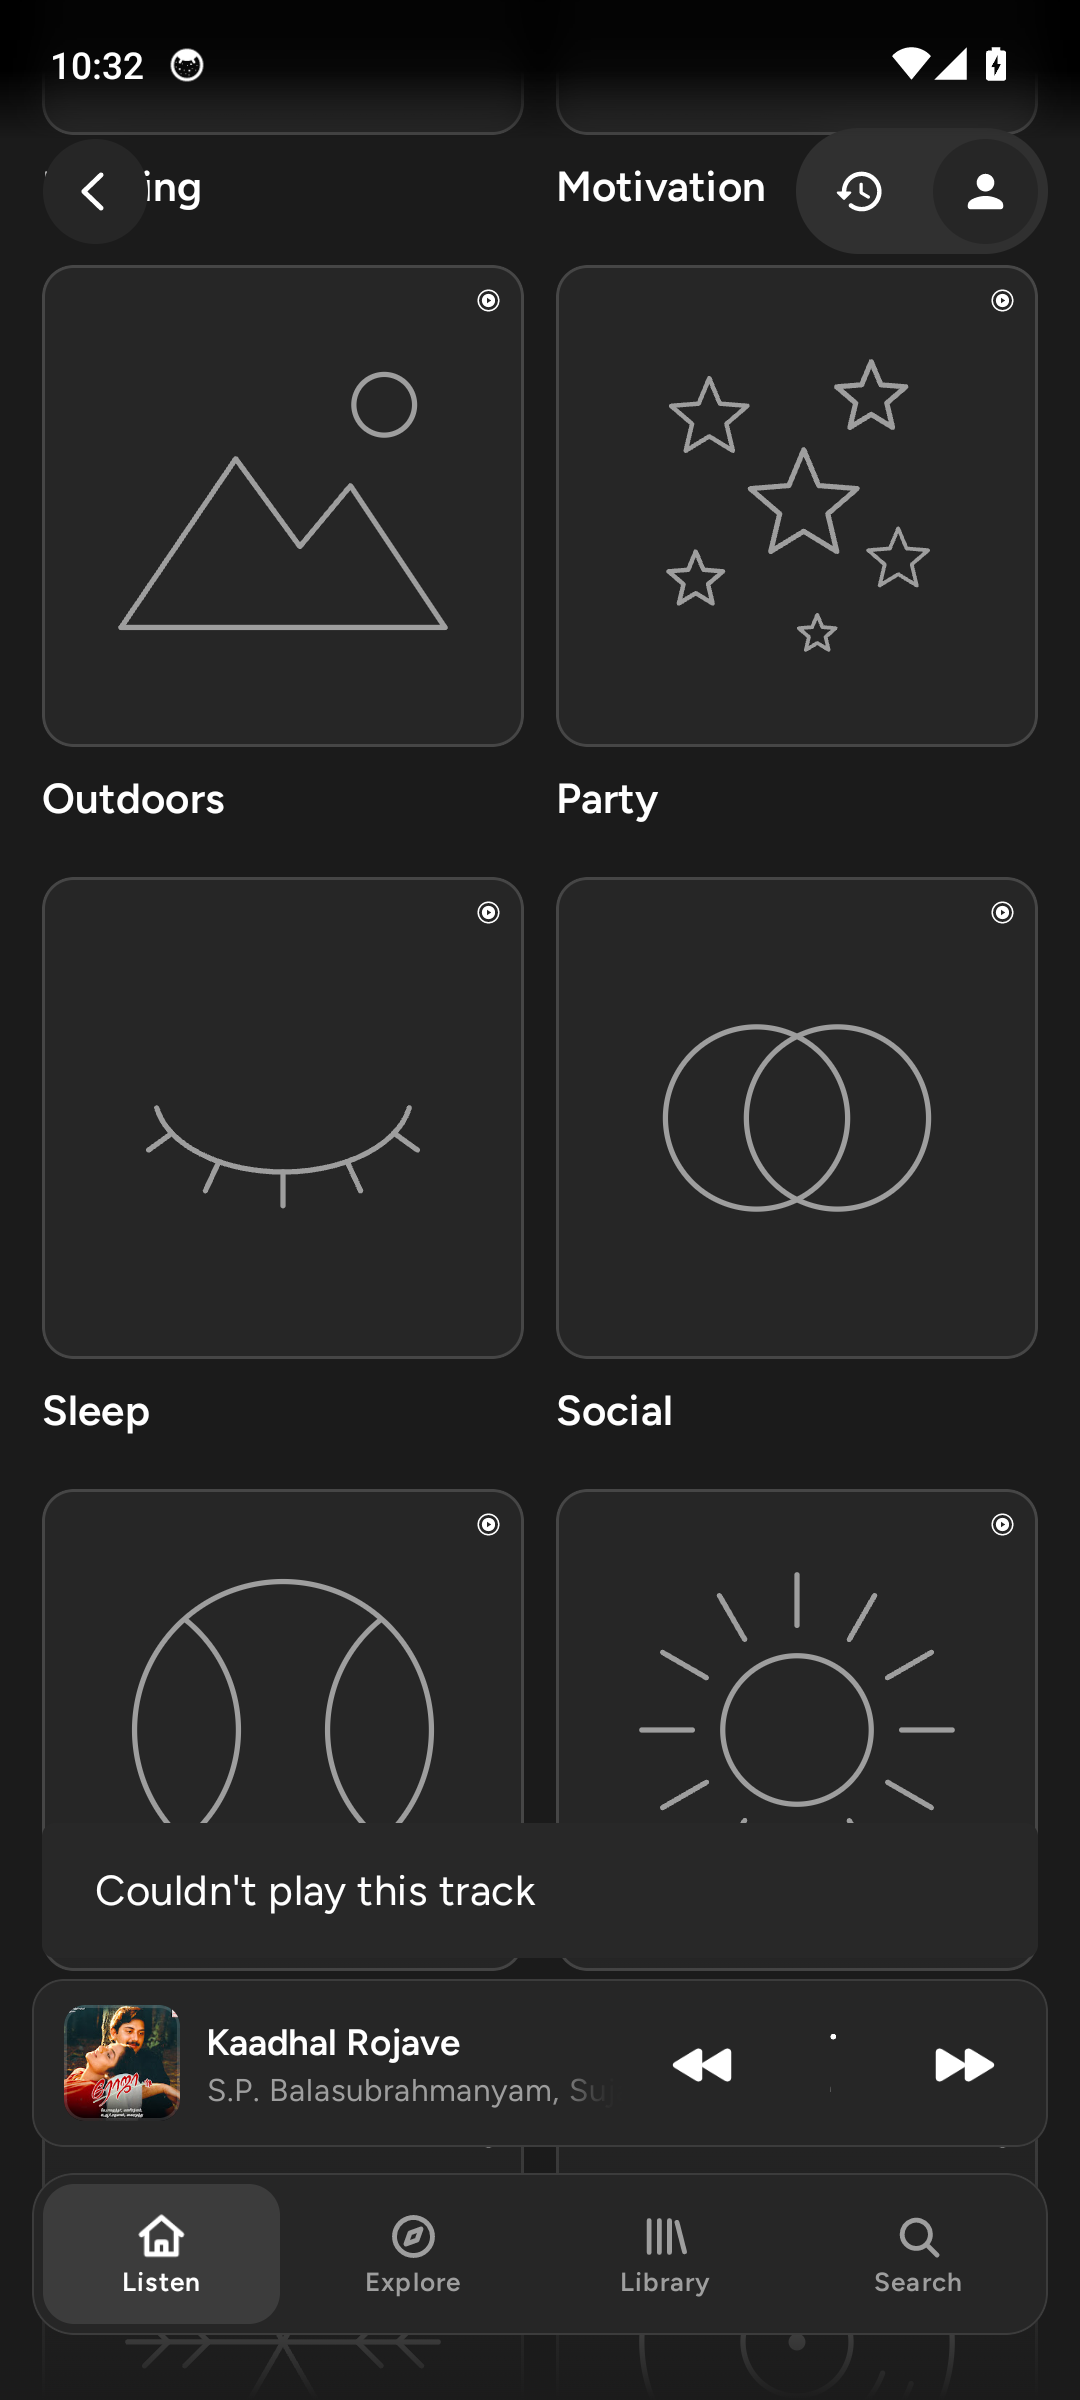 10:32
ing
Motivation
Outdoors
Party
Sleep
Social
Couldn't play this track
Kaadhal Rojave
S.P. Balasubrahmanyam, Suj
Listen
Explore
Library
Search